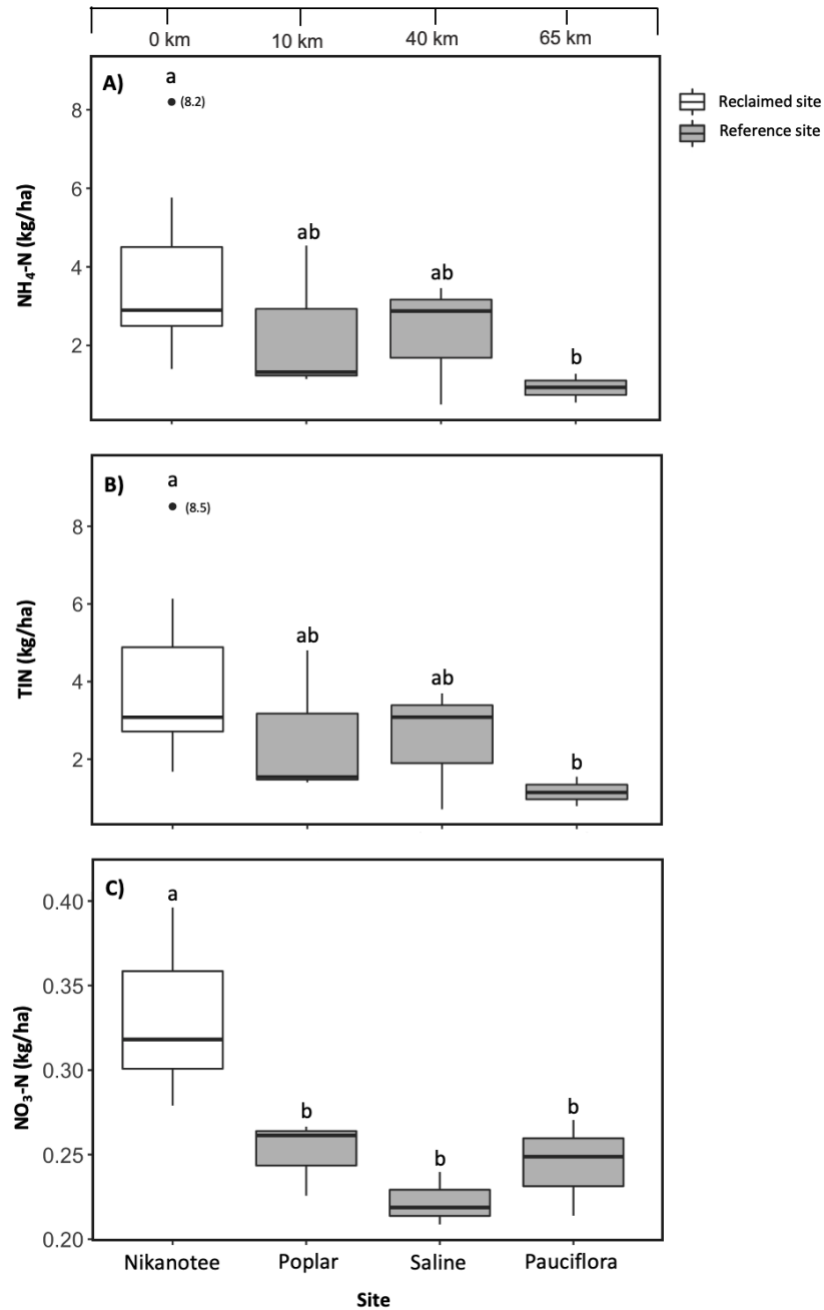 0 km 10 km 40 km 65 km
A)
a
(8.2)
ab
ab
b
8
6
4
2
NH₄-N (kg/ha)
Reclaimed site
Reference site
B)
a
(8.5)
ab
ab
b
8
6
4
2
TIN (kg/ha)
C)
a
b
b
b
0.40
0.35
0.30
0.25
0.20
NO₃-N (kg/ha)
Nikanotee Poplar Saline Pauciflora
Site